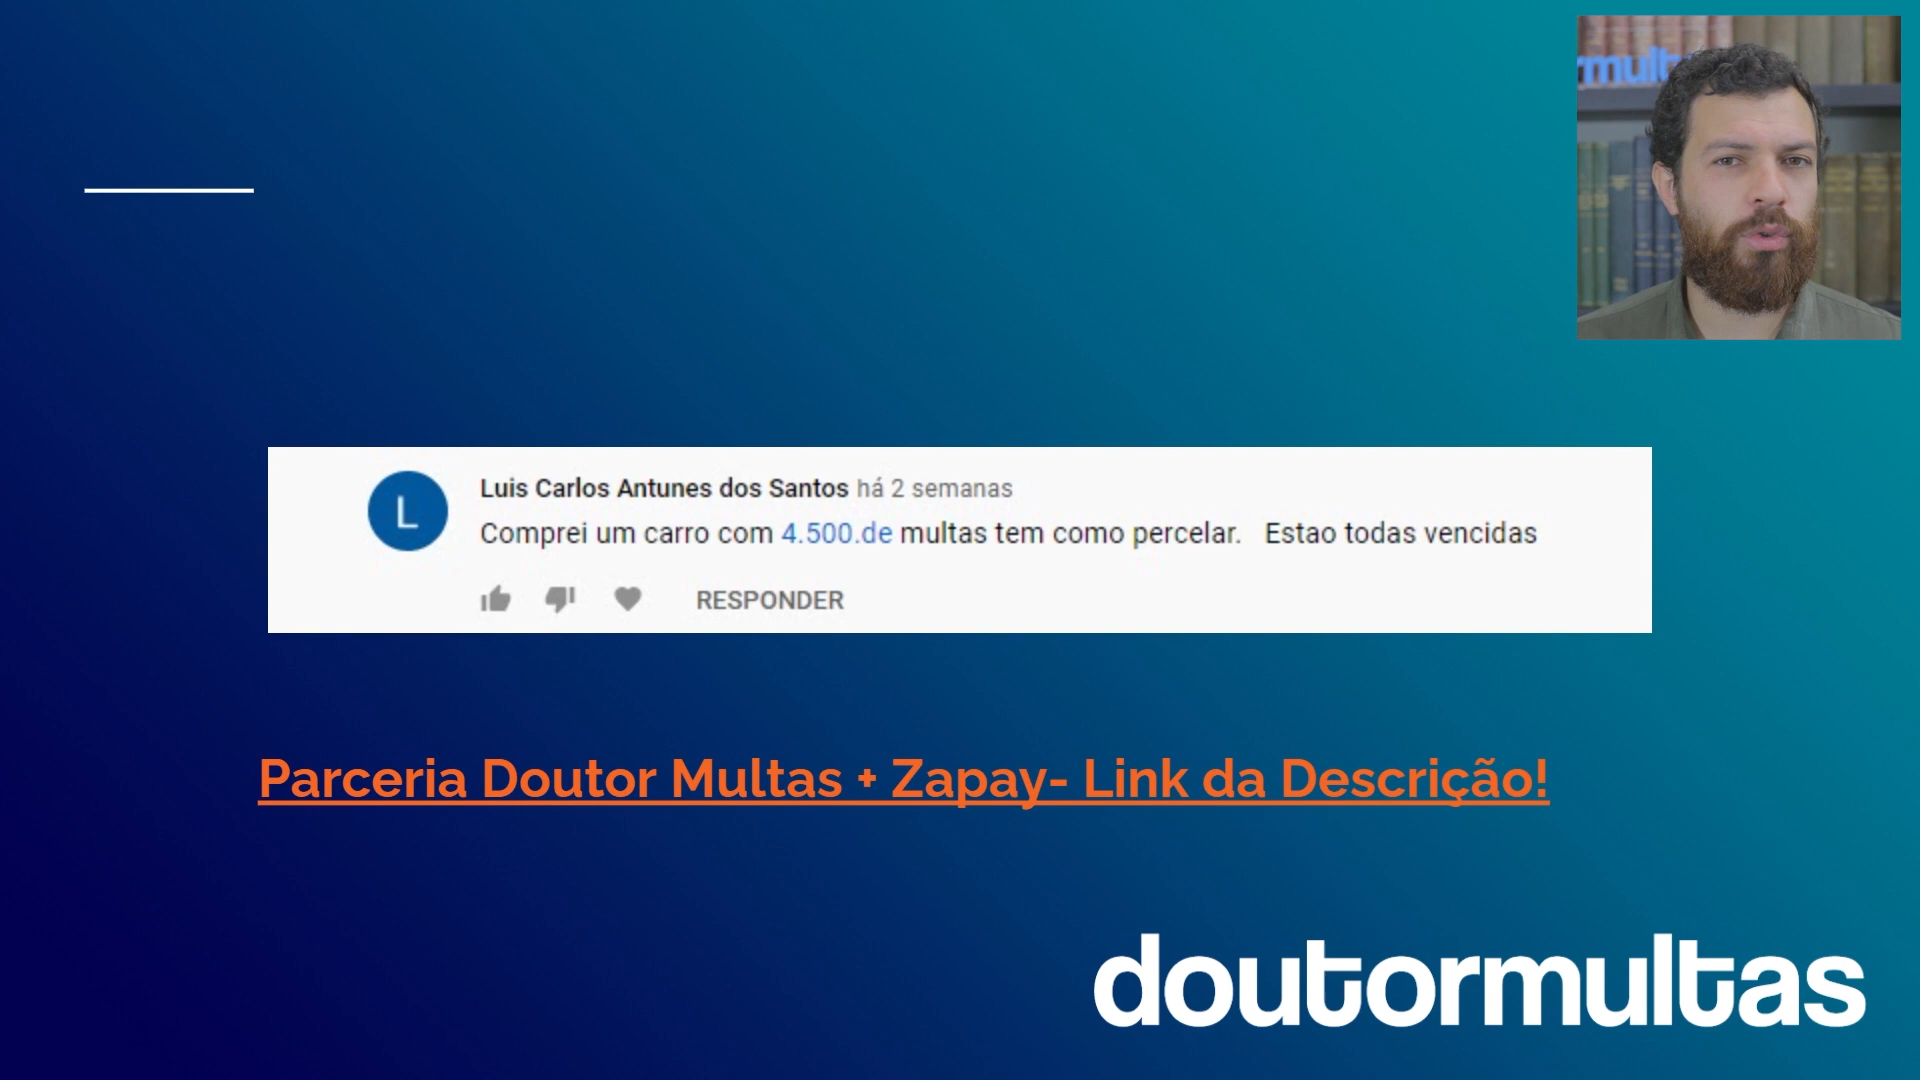 rmult
L
Luis Carlos Antunes dos Santos há 2 semanas
Comprei um carro com 4.500.de multas tem como percelar.   Estao todas vencidas
RESPONDER
Parceria Doutor Multas + Zapay- Link da Descrição!
doutormultas